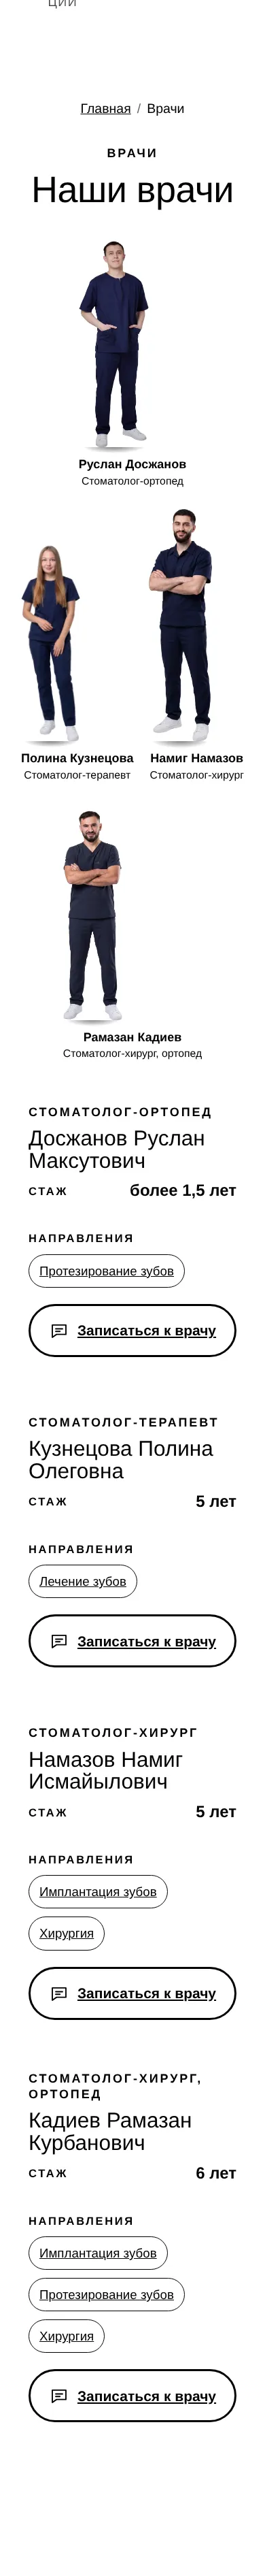 ЦИИ
Главная / Врачи
ВРАЧИ
Наши врачи
Руслан Досжанов
Стоматолог-ортопед
Полина Кузнецова
Стоматолог-терапевт
Намиг Намазов
Стоматолог-хирург
Рамазан Кадиев
Стоматолог-хирург, ортопед
СТОМАТОЛОГ-ОРТОПЕД
Досжанов Руслан
Максутович
СТАЖ более 1,5 лет
НАПРАВЛЕНИЯ
Протезирование зубов
Записаться к врачу
СТОМАТОЛОГ-ТЕРАПЕВТ
Кузнецова Полина
Олеговна
СТАЖ 5 лет
НАПРАВЛЕНИЯ
Лечение зубов
Записаться к врачу
СТОМАТОЛОГ-ХИРУРГ
Намазов Намиг
Исмайылович
СТАЖ 5 лет
НАПРАВЛЕНИЯ
Имплантация зубов
Хирургия
Записаться к врачу
СТОМАТОЛОГ-ХИРУРГ,
ОРТОПЕД
Кадиев Рамазан
Курбанович
СТАЖ 6 лет
НАПРАВЛЕНИЯ
Имплантация зубов
Протезирование зубов
Хирургия
Записаться к врачу